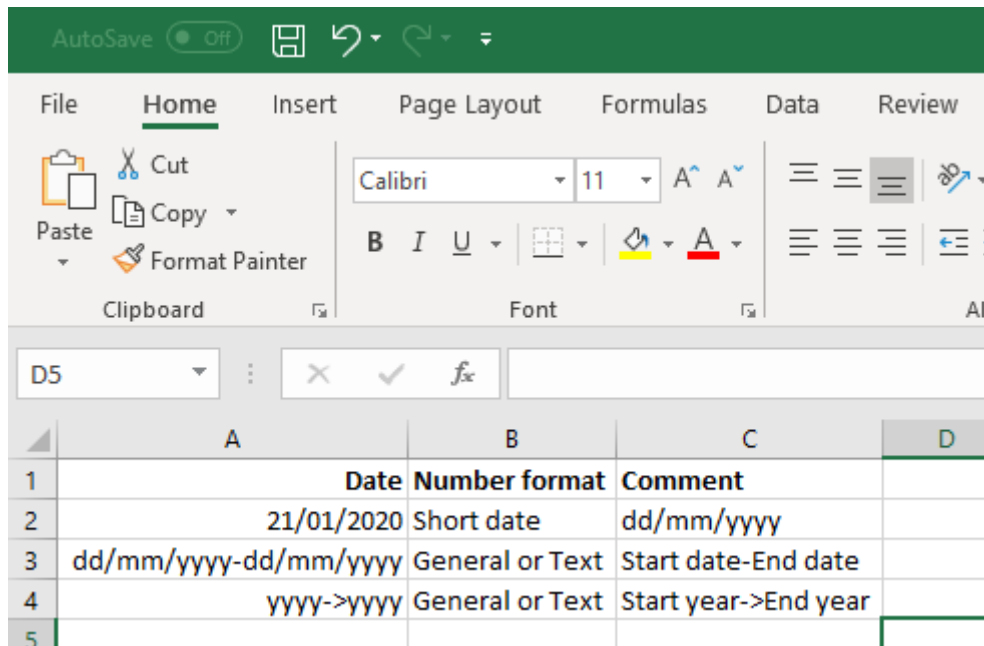 AutoSave Off
File Home Insert Page Layout Formulas Data Review
Cut
Calibri 11
Copy
Paste
B I U A
Format Painter
Clipboard Font
D5 fx
A B C D
1 Date Number format Comment
2 21/01/2020 Short date dd/mm/yyyy
3 dd/mm/yyyy-dd/mm/yyyy General or Text Start date-End date
4 yyyy->yyyy General or Text Start year->End year
5